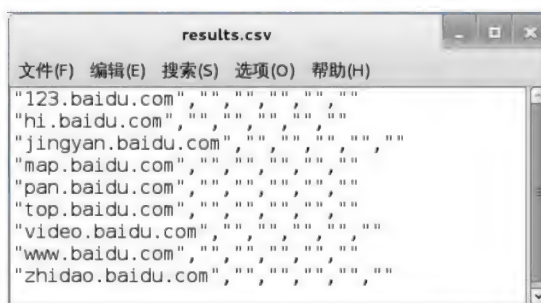 results.csv
文件(F) 编辑(E) 搜索(S) 选项(O) 帮助(H)
"123.baidu.com","","","","",""
"hi.baidu.com","","","","",""
"jingyan.baidu.com","","","","",""
"map.baidu.com","","","","",""
"pan.baidu.com","","","","",""
"top.baidu.com","","","","",""
"video.baidu.com","","","","",""
"www.baidu.com","","","","",""
"zhidao.baidu.com","","","","",""